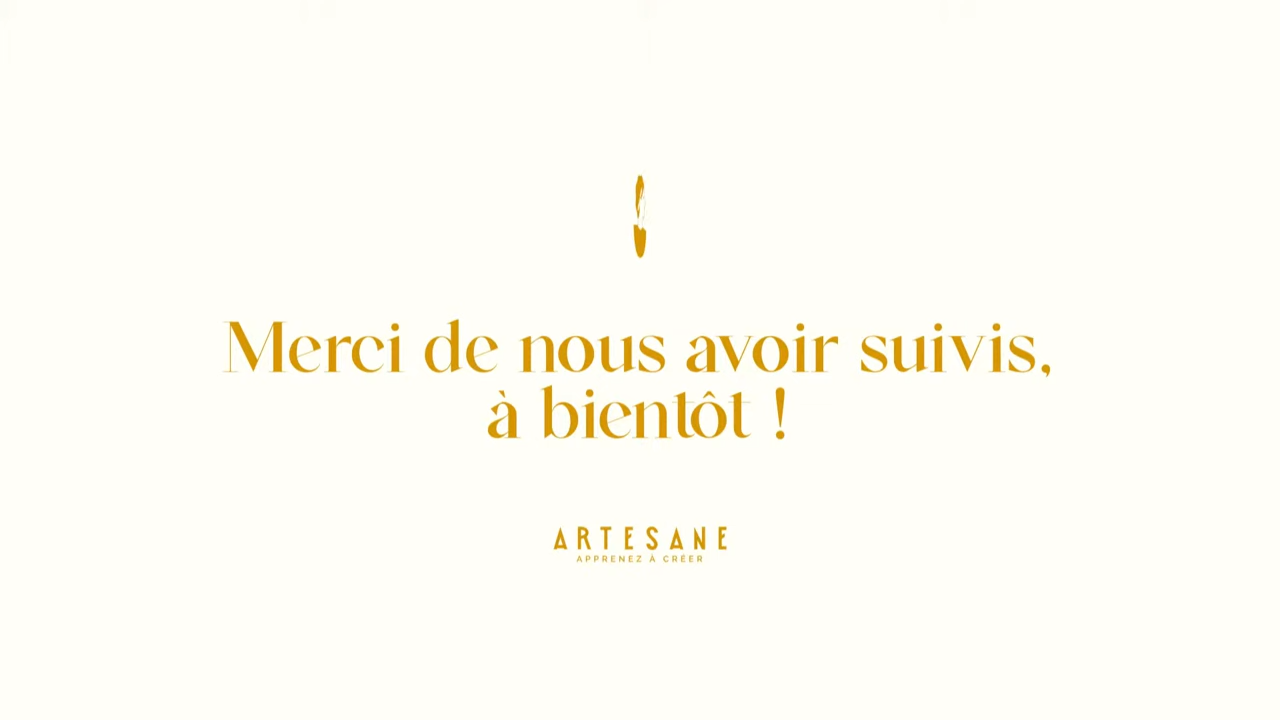 Merci de nous avoir suivis,
à bientôt !
ARTESANE
APPRENEZ À CRÉER